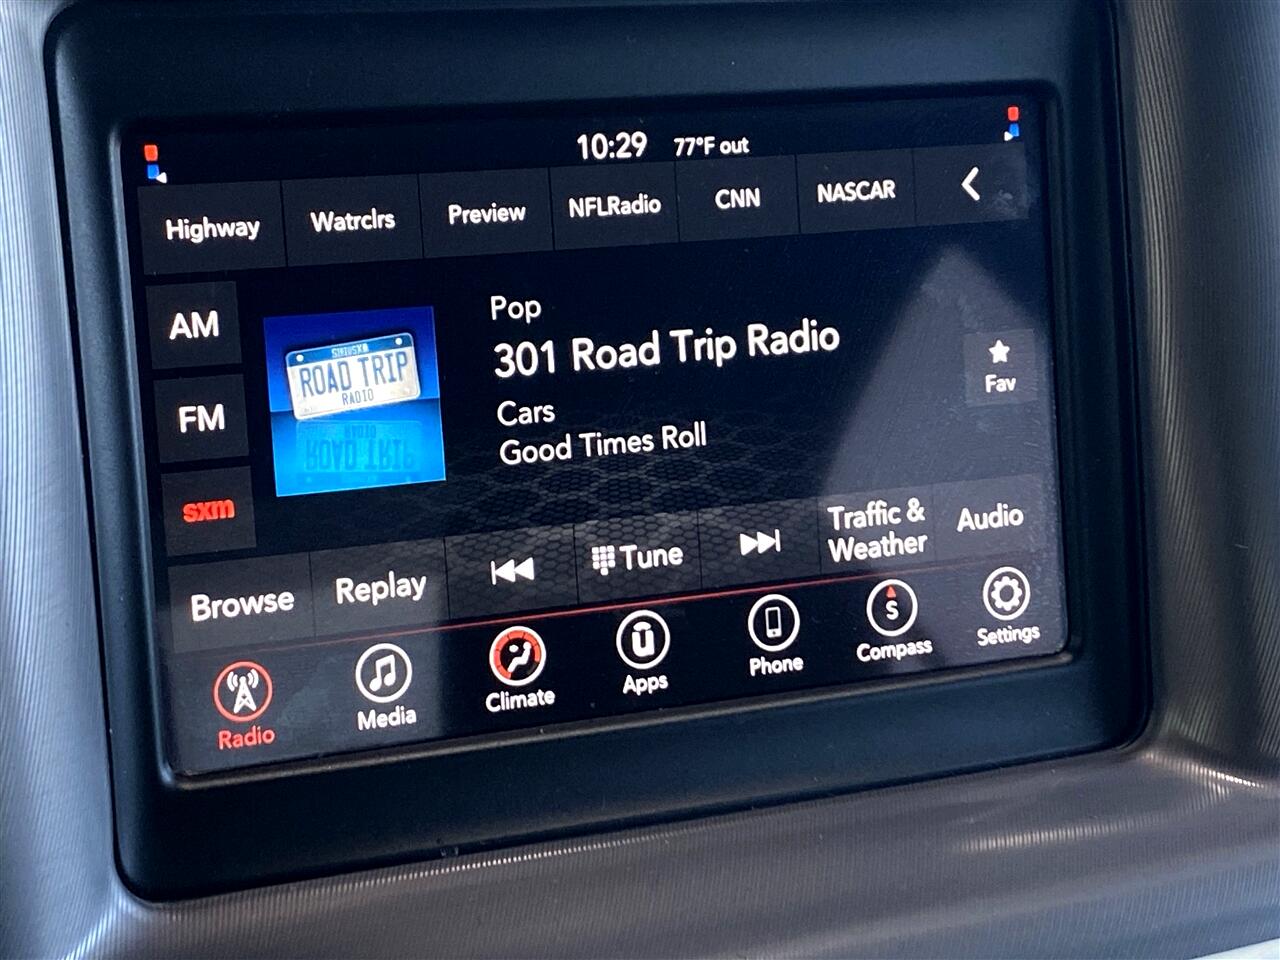 10:29 77°F out
Highway Watrclrs Preview NFLRadio CNN NASCAR
AM
FM
sxm
SIRIUSXM
ROAD TRIP
RADIO
Pop
301 Road Trip Radio
Cars
Good Times Roll
Fav
Browse Replay Tune Traffic & Weather Audio
Radio Media Climate Apps Phone Compass Settings
S